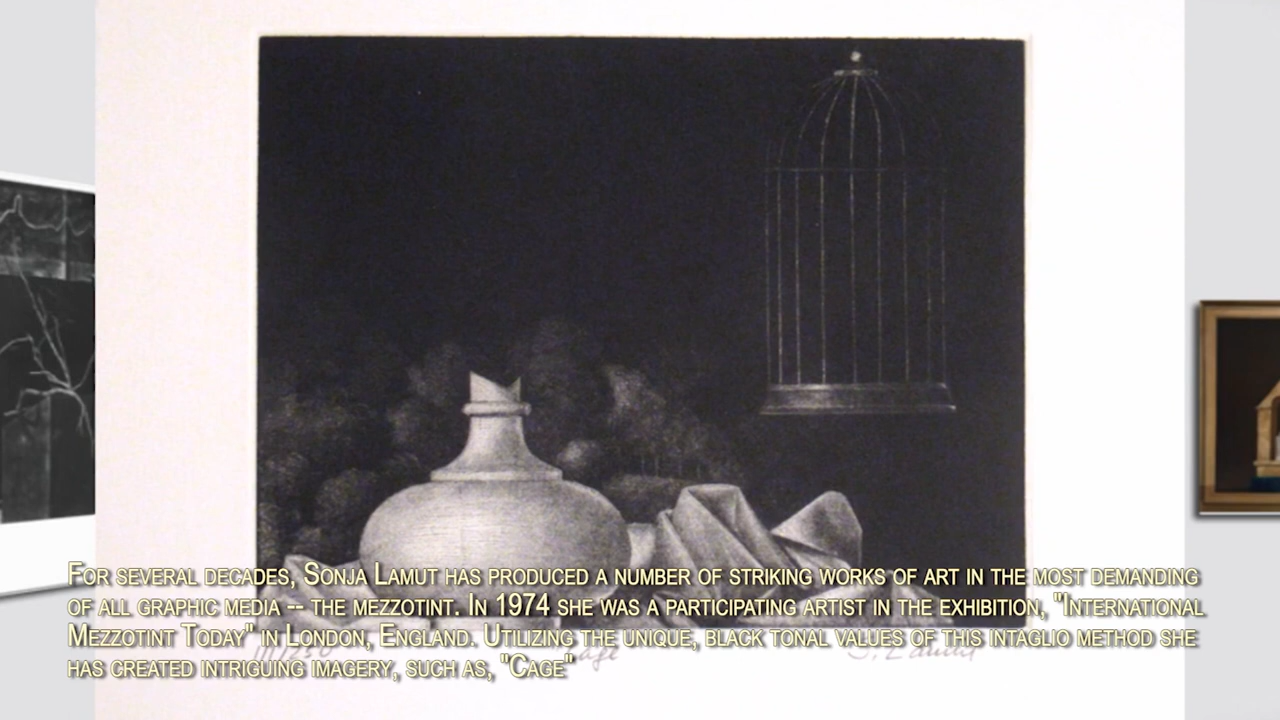 For several decades, Sonja Lamut has produced a number of striking works of art in the most demanding
of all graphic media -- the mezzotint. In 1974 she was a participating artist in the exhibition, "International
Mezzotint Today" in London, England. Utilizing the unique, black tonal values of this intaglio method she
has created intriguing imagery, such as, "Cage"